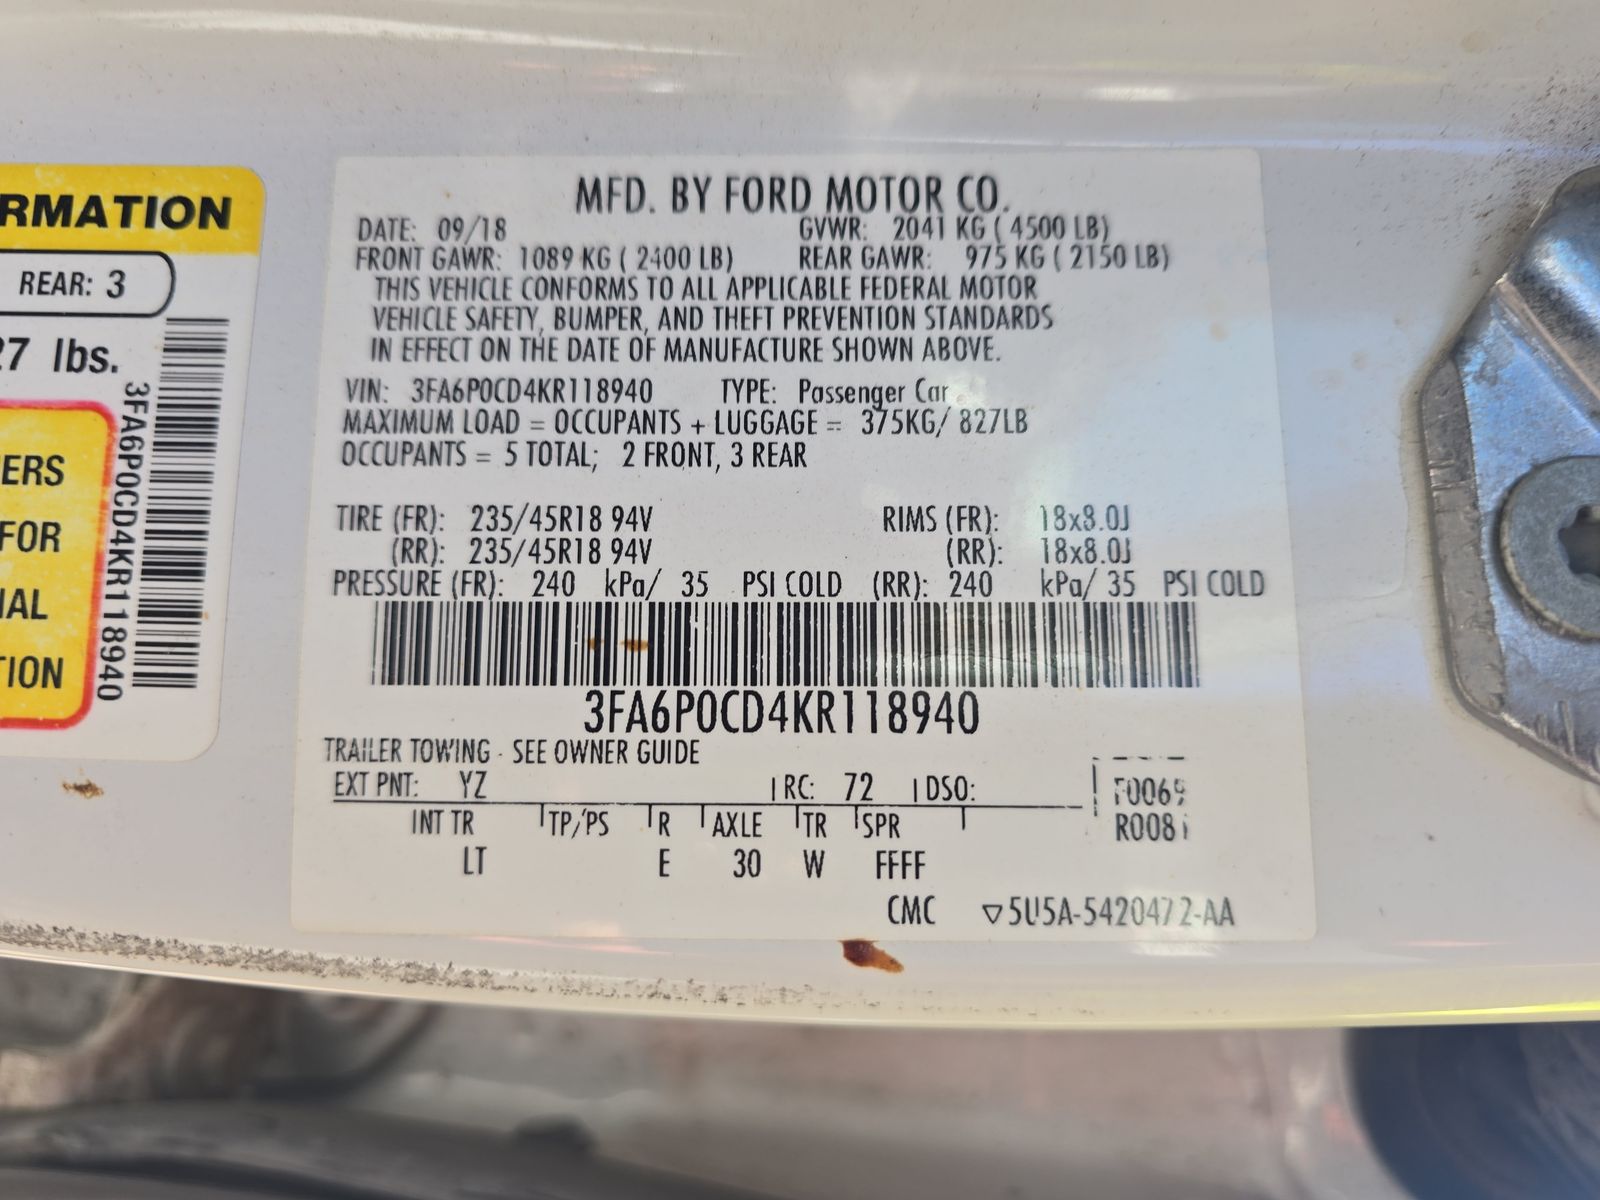 RMATION
REAR: 3
27 lbs.
ERS
FOR
IAL
TION
3FA6P0CD4KR118940
MFD. BY FORD MOTOR CO.
DATE: 09/18 GVWR: 2041 KG ( 4500 LB)
FRONT GAWR: 1089 KG ( 2400 LB) REAR GAWR: 975 KG ( 2150 LB)
THIS VEHICLE CONFORMS TO ALL APPLICABLE FEDERAL MOTOR
VEHICLE SAFETY, BUMPER, AND THEFT PREVENTION STANDARDS
IN EFFECT ON THE DATE OF MANUFACTURE SHOWN ABOVE.
VIN: 3FA6P0CD4KR118940 TYPE: Passenger Car
MAXIMUM LOAD = OCCUPANTS + LUGGAGE = 375KG/ 827LB
OCCUPANTS = 5 TOTAL; 2 FRONT, 3 REAR
TIRE (FR): 235/45R18 94V RIMS (FR): 18x8.0J
(RR): 235/45R18 94V (RR): 18x8.0J
PRESSURE (FR): 240 kPa/ 35 PSI COLD (RR): 240 kPa/ 35 PSI COLD
3FA6P0CD4KR118940
TRAILER TOWING - SEE OWNER GUIDE
EXT PNT: YZ RC: 72 DSO: F0069
INT TR TP/PS R AXLE TR SPR
LT E 30 W FFFF
CMC ▽5U5A-5420472-AA